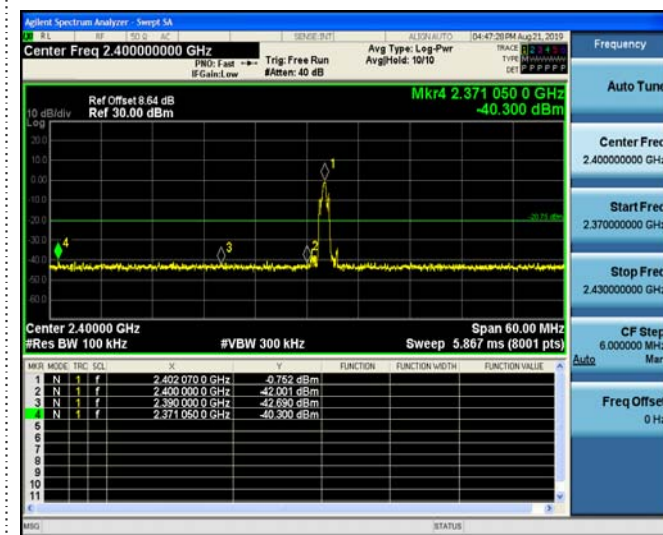 Agilent Spectrum Analyzer - Swept SA
RL RF 50 Ω AC SENSE:INT ALIGN AUTO 04:47:28 PM Aug 21, 2019
Center Freq 2.400000000 GHz
PNO: Fast
IFGain:Low
Trig: Free Run
#Atten: 40 dB
Avg Type: Log-Pwr
Avg|Hold: 10/10
TRACE 1 2 3 4 5 6
TYPE M
DET P P P P P P
Mkr4 2.371 050 0 GHz
-40.300 dBm
Ref Offset 8.64 dB
10 dB/div Ref 30.00 dBm
Log
20.0
10.0
0.00
-10.0
-20.0
-30.0
-40.0
-50.0
-60.0
1
2
3
4
-20.75 dBm
Center 2.40000 GHz Span 60.00 MHz
#Res BW 100 kHz #VBW 300 kHz Sweep 5.867 ms (8001 pts)
MKR MODE TRC SCL X Y FUNCTION FUNCTION WIDTH FUNCTION VALUE
1 N 1 f 2.402 070 0 GHz -0.752 dBm
2 N 1 f 2.400 000 0 GHz -42.001 dBm
3 N 1 f 2.390 000 0 GHz -42.690 dBm
4 N 1 f 2.371 050 0 GHz -40.300 dBm
5
6
7
8
9
10
11
MSG STATUS
Frequency
Auto Tune
Center Freq
2.400000000 GHz
Start Freq
2.370000000 GHz
Stop Freq
2.430000000 GHz
CF Step
6.000000 MHz
Auto Man
Freq Offset
0 Hz